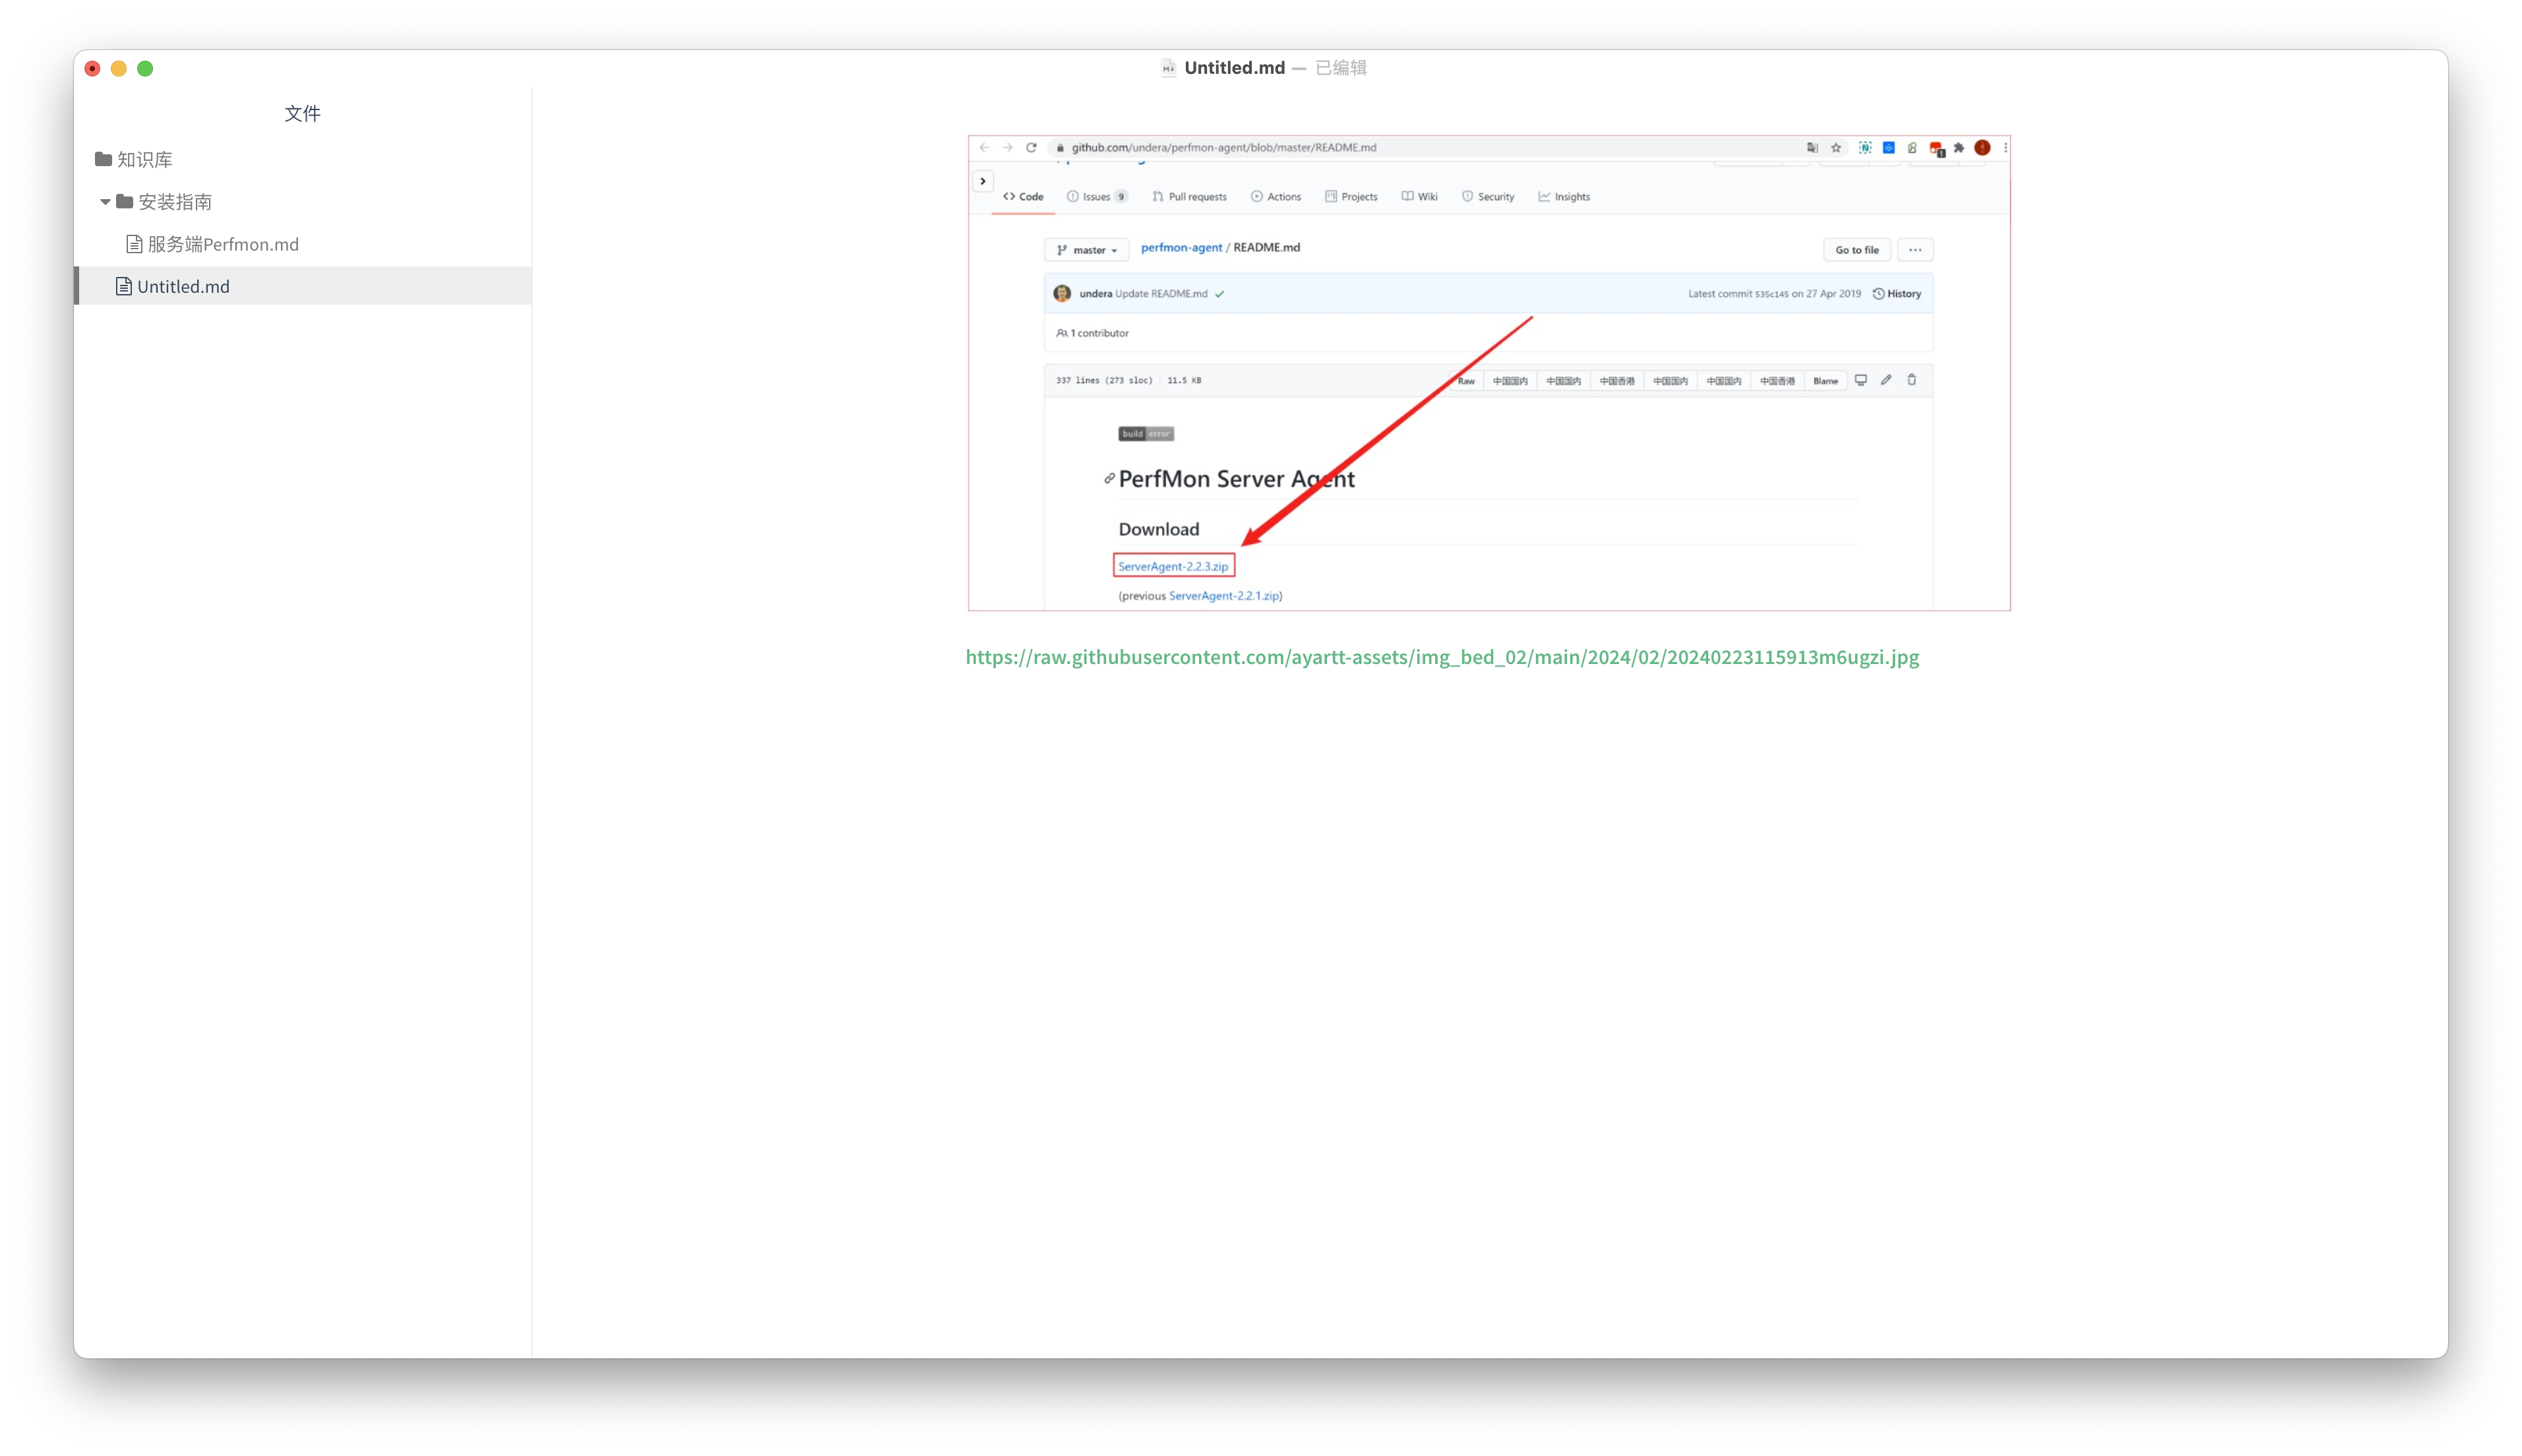 Untitled.md — 已编辑
文件
知识库
安装指南
服务端Perfmon.md
Untitled.md
github.com/undera/perfmon-agent/blob/master/README.md
Code Issues 9 Pull requests Actions Projects Wiki Security Insights
master perfmon-agent / README.md Go to file ...
undera Update README.md Latest commit 535c145 on 27 Apr 2019 History
1 contributor
337 lines (273 sloc) 11.5 KB Raw 中国国内 中国国内 中国香港 中国国内 中国国内 中国香港 Blame
build error
PerfMon Server Agent
Download
ServerAgent-2.2.3.zip
(previous ServerAgent-2.2.1.zip)
https://raw.githubusercontent.com/ayartt-assets/img_bed_02/main/2024/02/20240223115913m6ugzi.jpg